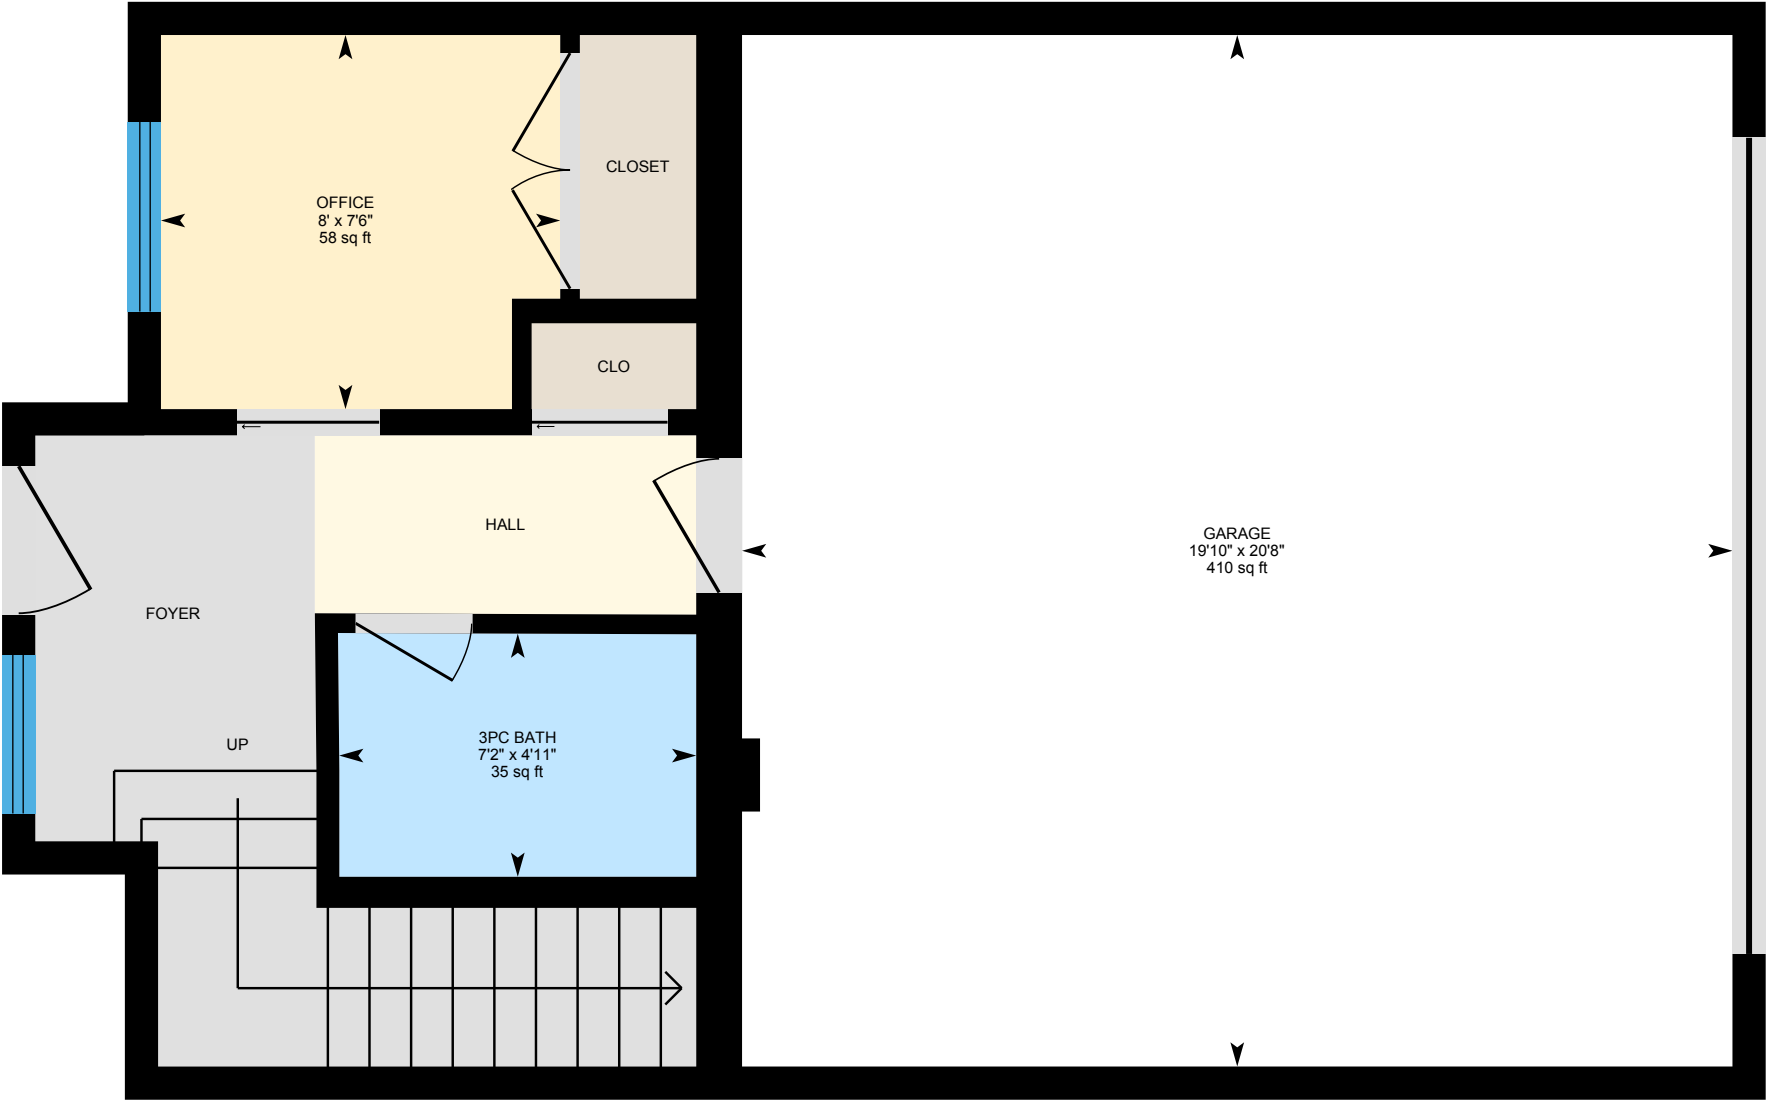 OFFICE
8' x 7'6"
58 sq ft
CLOSET
CLO
HALL
GARAGE
19'10" x 20'8"
410 sq ft
FOYER
UP
3PC BATH
7'2" x 4'11"
35 sq ft